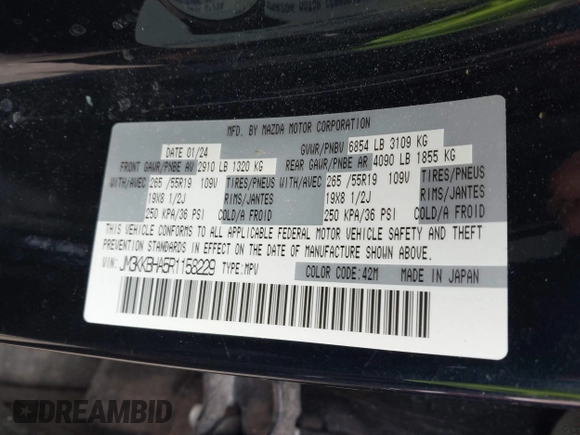 MFD. BY MAZDA MOTOR CORPORATION
DATE 01/24 GVWR/PNBV 6854 LB 3109 KG
FRONT GAWR/PNBE AV 2910 LB 1320 KG REAR GAWR/PNBE AR 4090 LB 1855 KG
WITH/AVEC 265 /55R19 109V TIRES/PNEUS WITH/AVEC 265 /55R19 109V TIRES/PNEUS
19X8 1/2J RIMS/JANTES 19X8 1/2J RIMS/JANTES
250 KPA/36 PSI COLD/A FROID 250 KPA/36 PSI COLD/A FROID
THIS VEHICLE CONFORMS TO ALL APPLICABLE FEDERAL MOTOR VEHICLE SAFETY AND THEFT
PREVENTION STANDARDS IN EFFECT ON THE DATE OF MANUFACTURE SHOWN ABOVE.
VIN: JM3KKBHA5R1158229 TYPE:MPV COLOR CODE:42M MADE IN JAPAN
DREAMBID